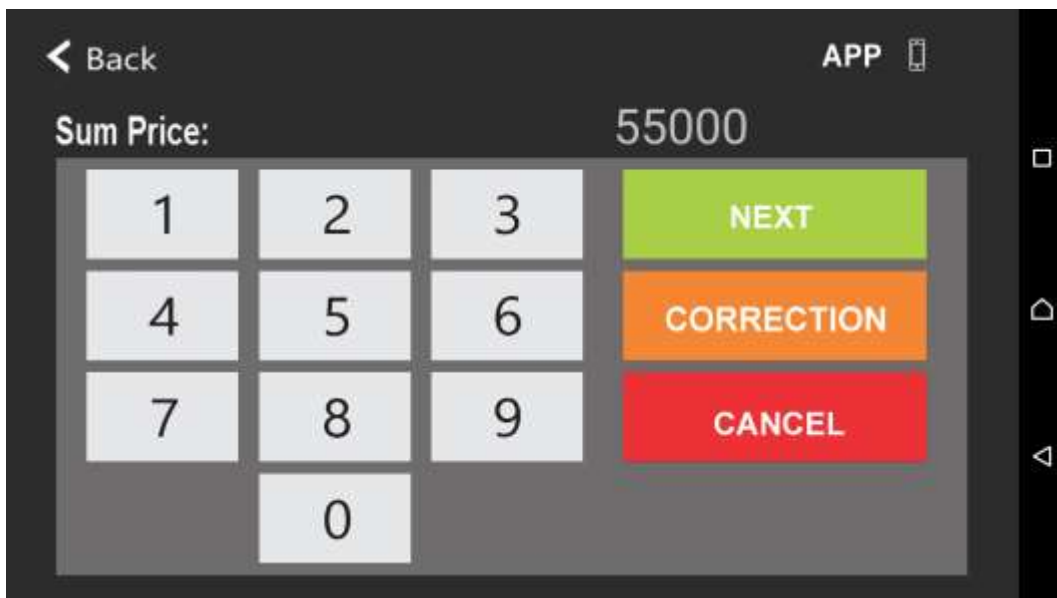 Back APP
Sum Price: 55000
1 2 3 NEXT
4 5 6 CORRECTION
7 8 9 CANCEL
0